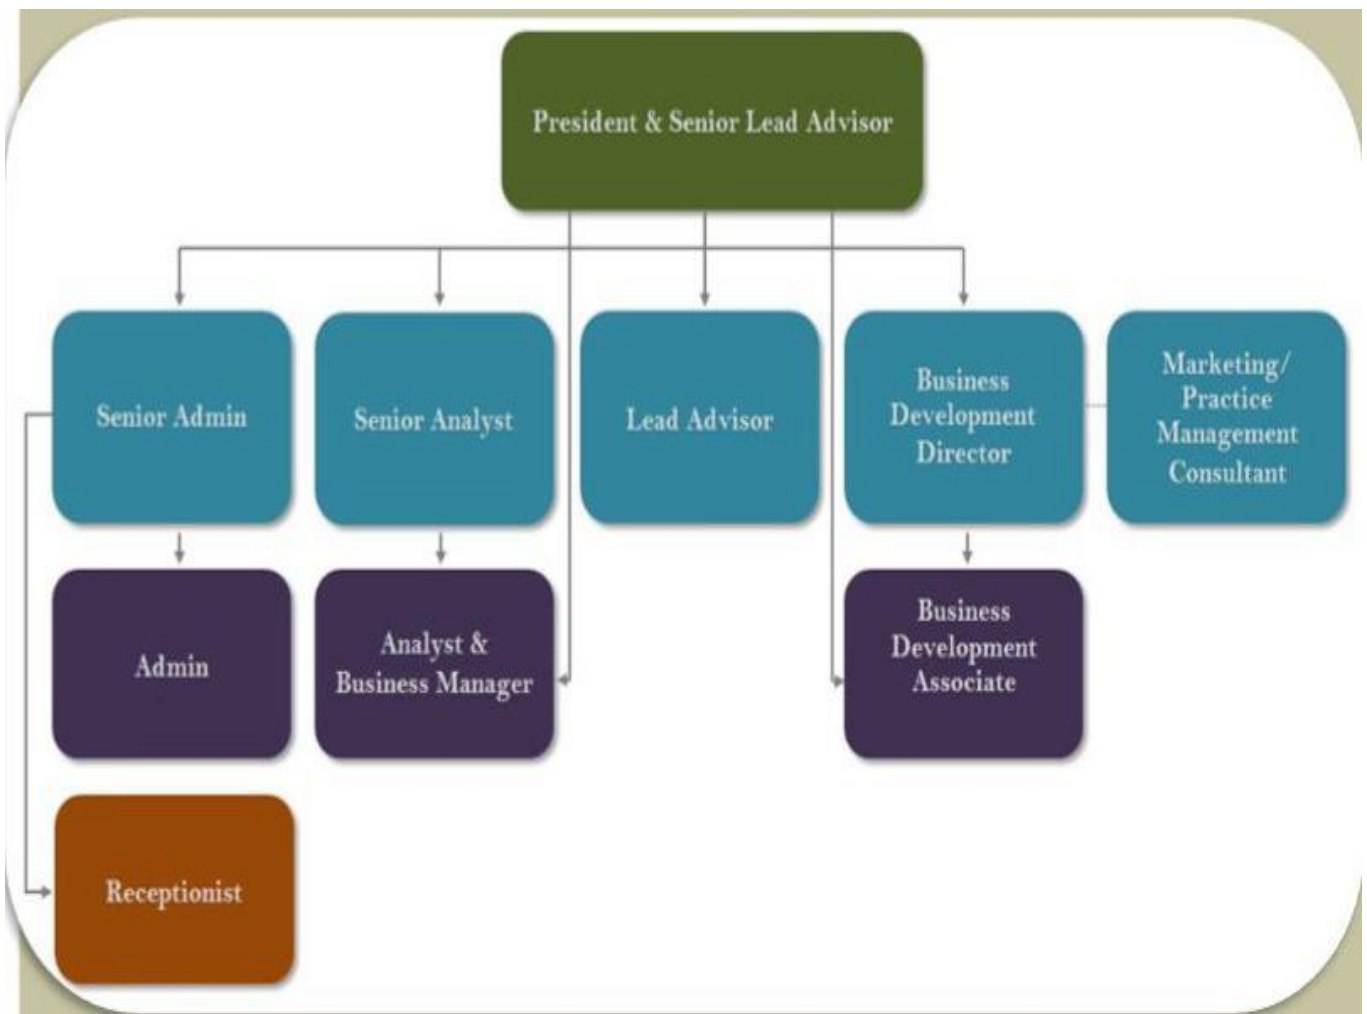 President & Senior Lead Advisor
Senior Admin
Senior Analyst
Lead Advisor
Business
Development
Director
Marketing/
Practice
Management
Consultant
Admin
Analyst &
Business Manager
Business
Development
Associate
Receptionist